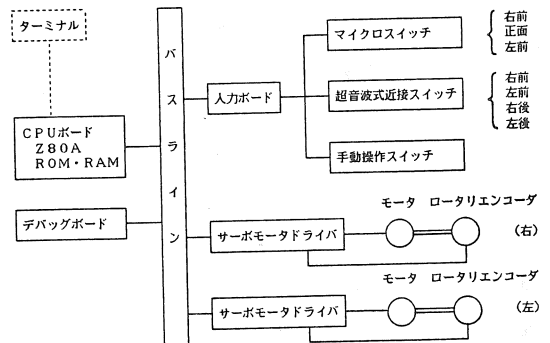 ターミナル
CPUボード
Z80A
ROM・RAM
デバッグボード
バスライン
入力ボード
マイクロスイッチ
右前
正面
左前
超音波式近接スイッチ
右前
左前
右後
左後
手動操作スイッチ
モータ ロータリエンコーダ
サーボモータドライバ
(右)
モータ ロータリエンコーダ
サーボモータドライバ
(左)